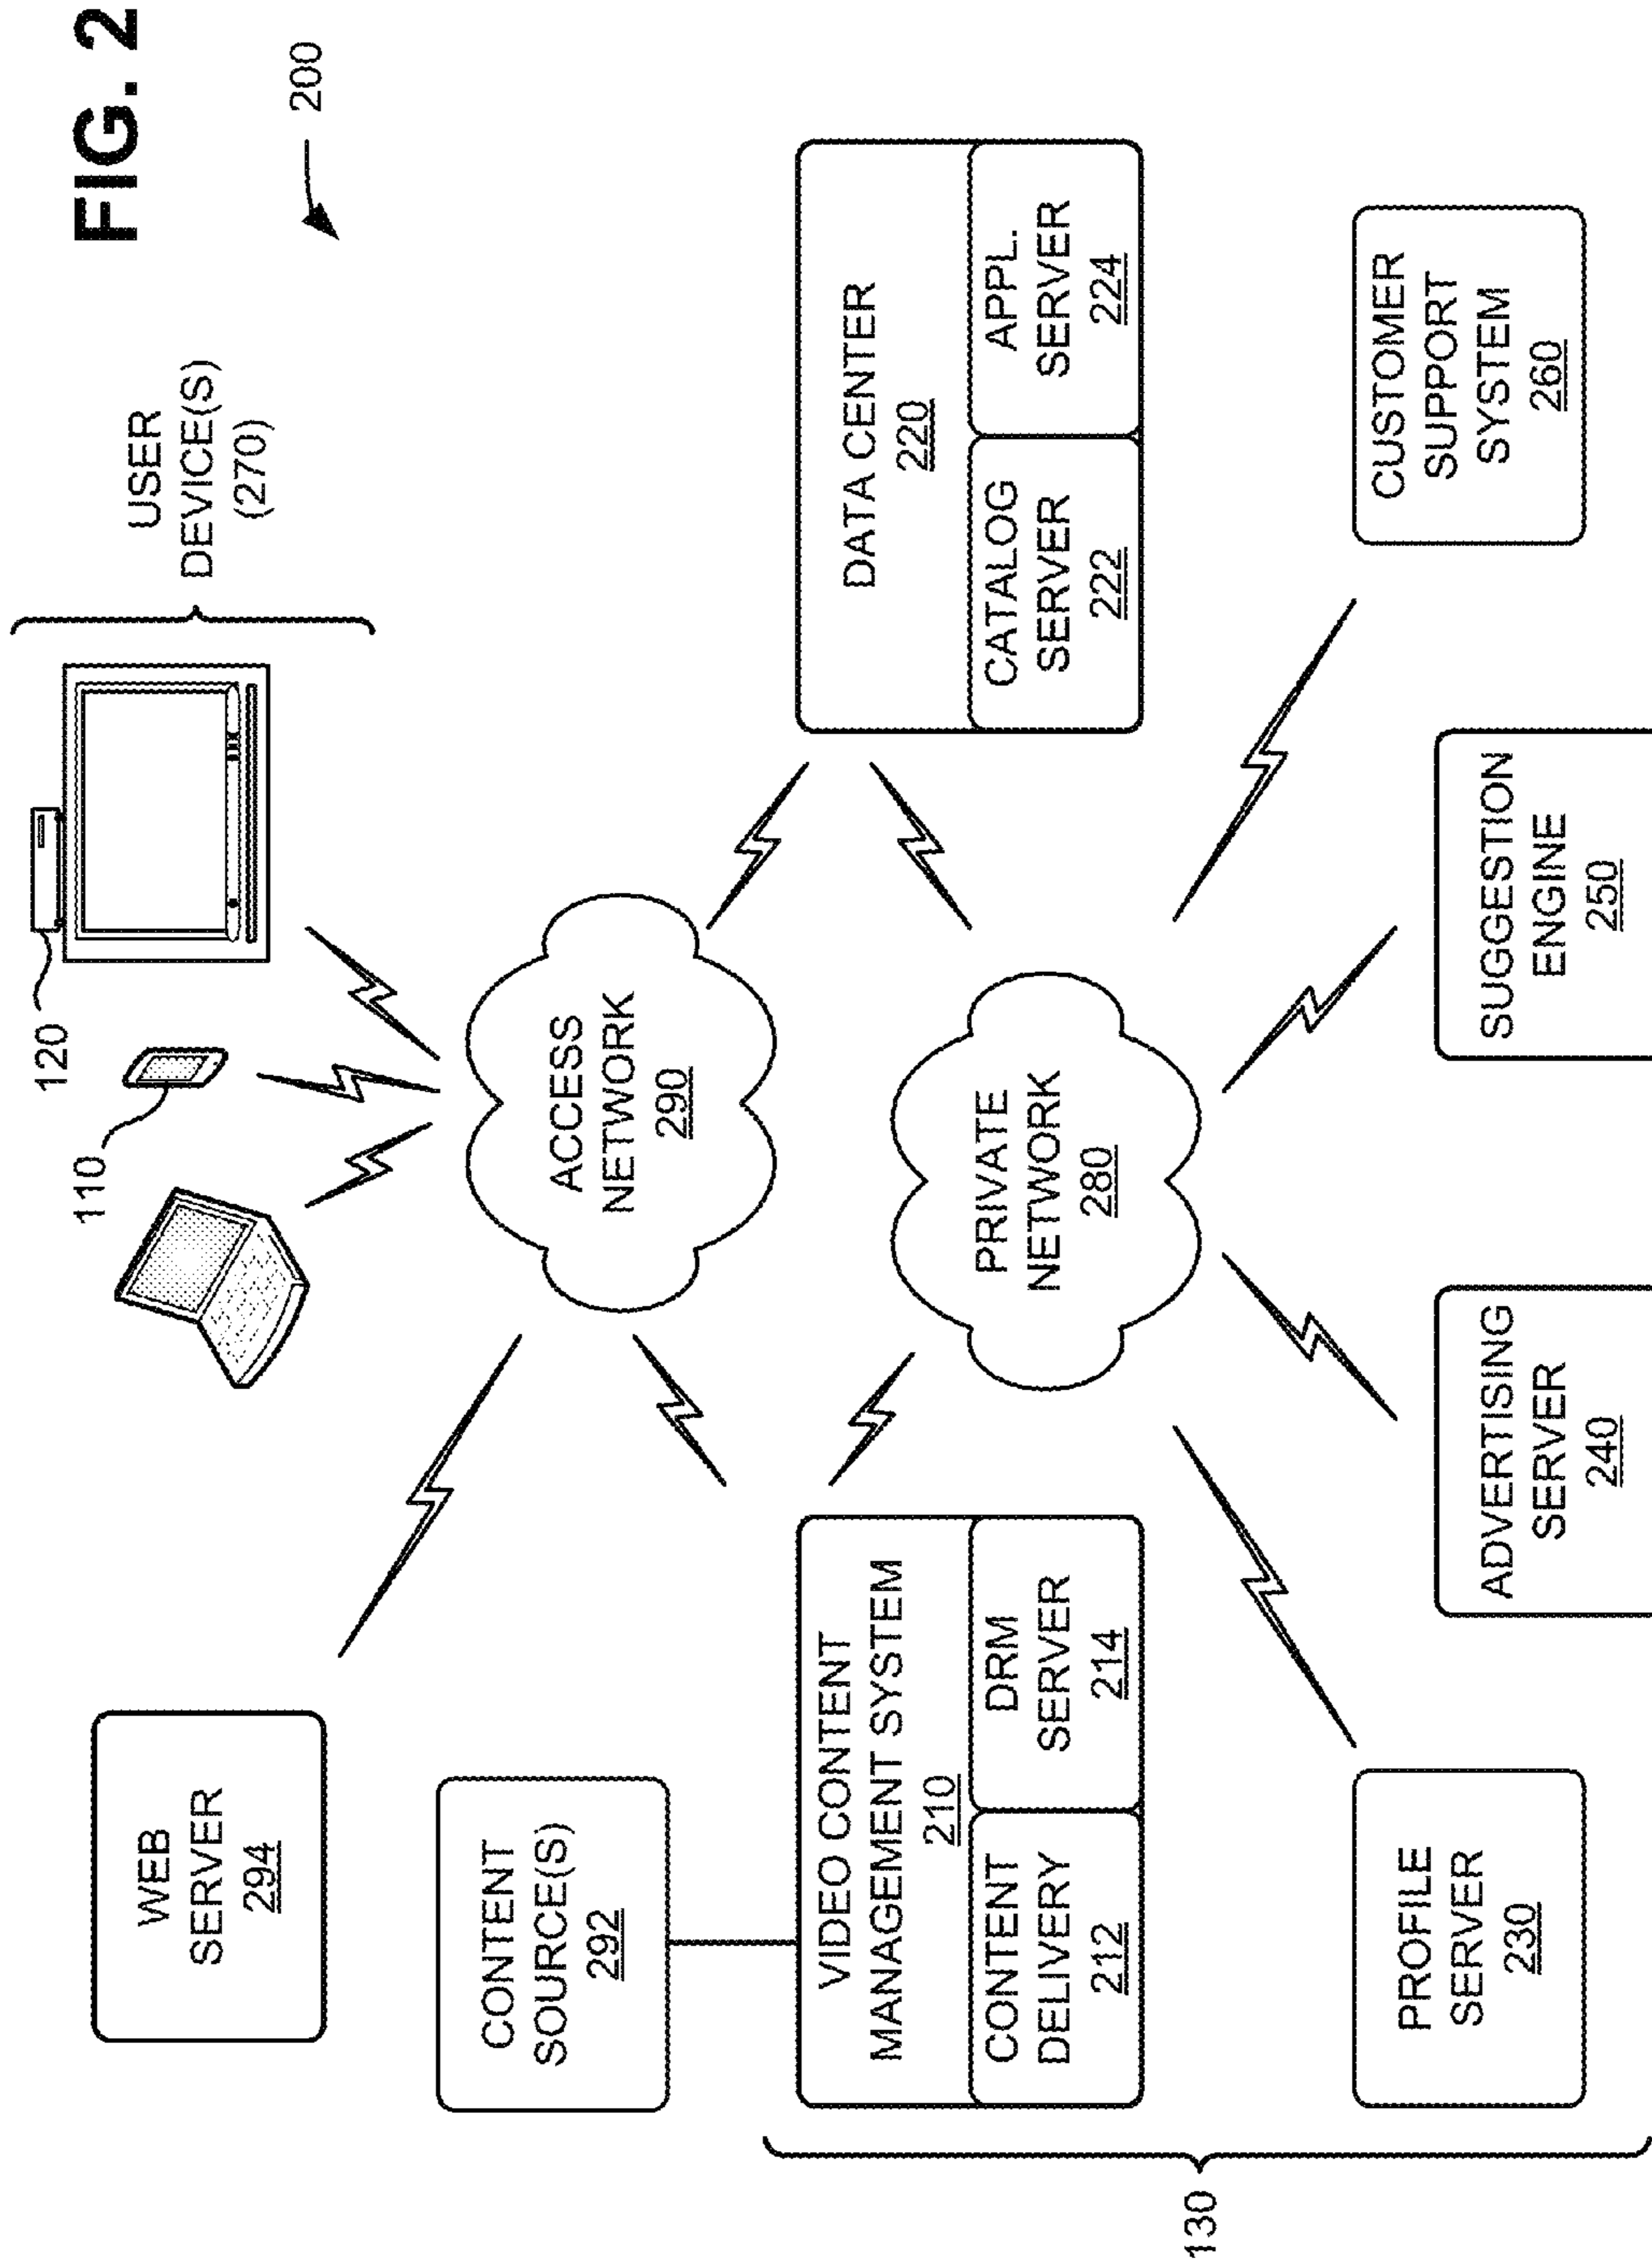 FIG. 2
200
USER
DEVICE(S)
(270)
120
110
WEB
SERVER
294
ACCESS
NETWORK
290
CONTENT
SOURCE(S)
292
VIDEO CONTENT
MANAGEMENT SYSTEM
210
CONTENT
DELIVERY
212
DRM
SERVER
214
DATA CENTER
220
CATALOG
SERVER
222
APPL.
SERVER
224
PRIVATE
NETWORK
280
130
PROFILE
SERVER
230
ADVERTISING
SERVER
240
SUGGESTION
ENGINE
250
CUSTOMER
SUPPORT
SYSTEM
260